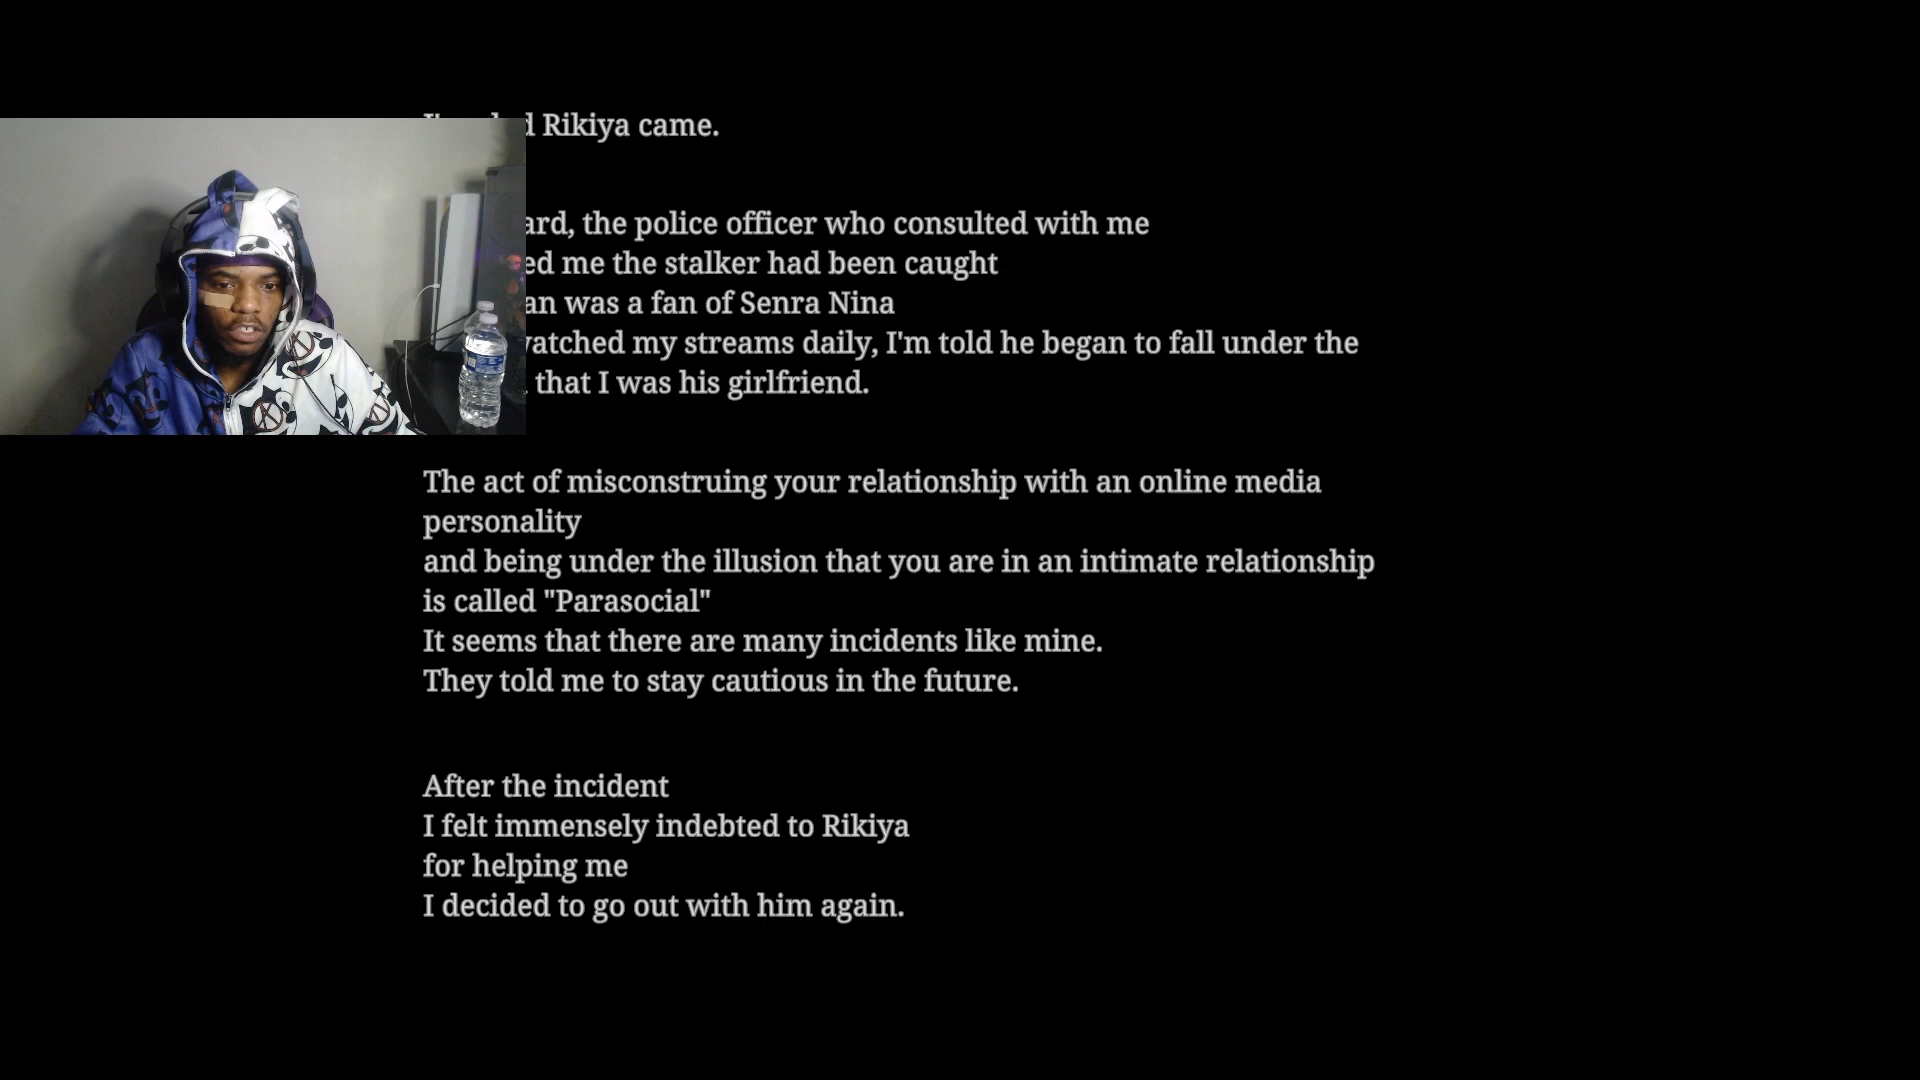 Rikiya came.
the police officer who consulted with me
me the stalker had been caught
was a fan of Senra Nina
my streams daily, I'm told he began to fall under the
that I was his girlfriend.
The act of misconstruing your relationship with an online media
personality
and being under the illusion that you are in an intimate relationship
is called "Parasocial"
It seems that there are many incidents like mine.
They told me to stay cautious in the future.
After the incident
I felt immensely indebted to Rikiya
for helping me
I decided to go out with him again.